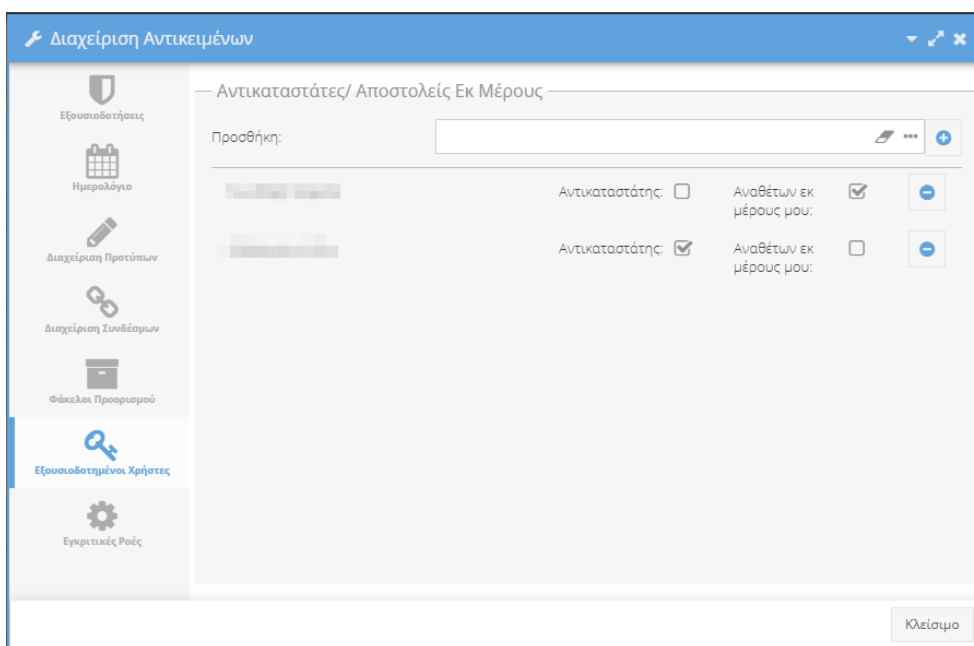 Διαχείριση Αντικειμένων
Εξουσιοδοτήσεις
Ημερολόγιο
Διαχείριση Προτύπων
Διαχείριση Συνδέσμων
Φάκελοι Προορισμού
Εξουσιοδοτημένοι Χρήστες
Εγκριτικές Ροές
Αντικαταστάτες/ Αποστολείς Εκ Μέρους
Προσθήκη:
Αντικαταστάτης: Αναθέτων εκ
μέρους μου:
Αντικαταστάτης: Αναθέτων εκ
μέρους μου:
Κλείσιμο